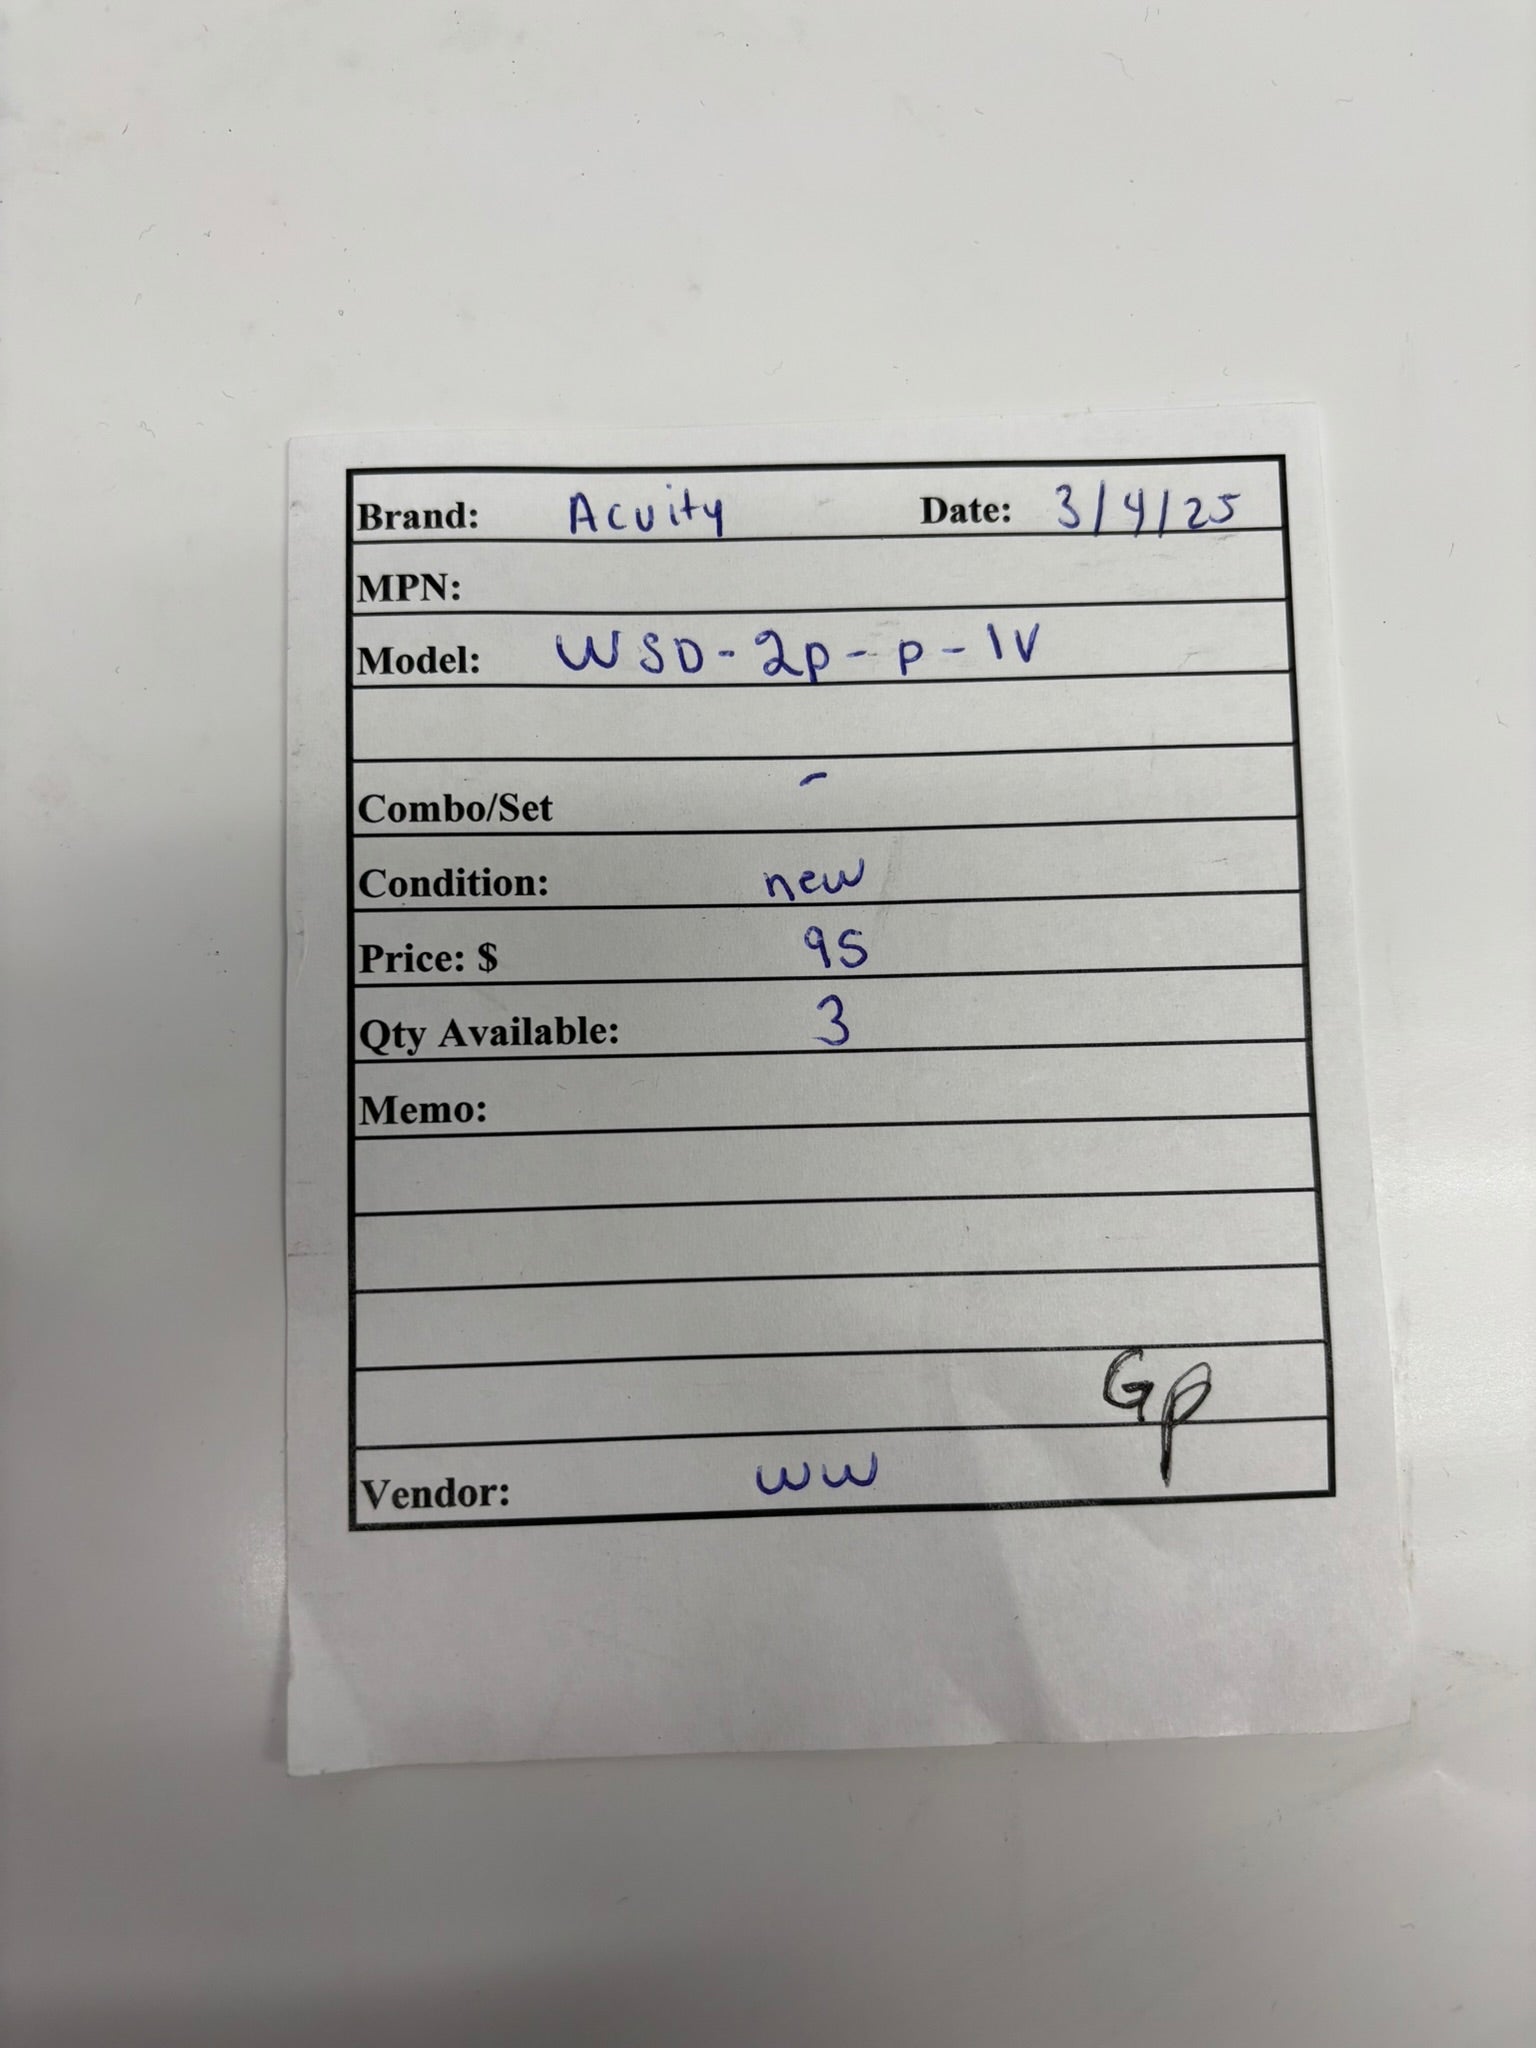 Brand: Acuity Date: 3/4/25
MPN:
Model: WSD-2p-p-IV
Combo/Set -
Condition: new
Price: $ 95
Qty Available: 3
Memo:
Gp
Vendor: WW